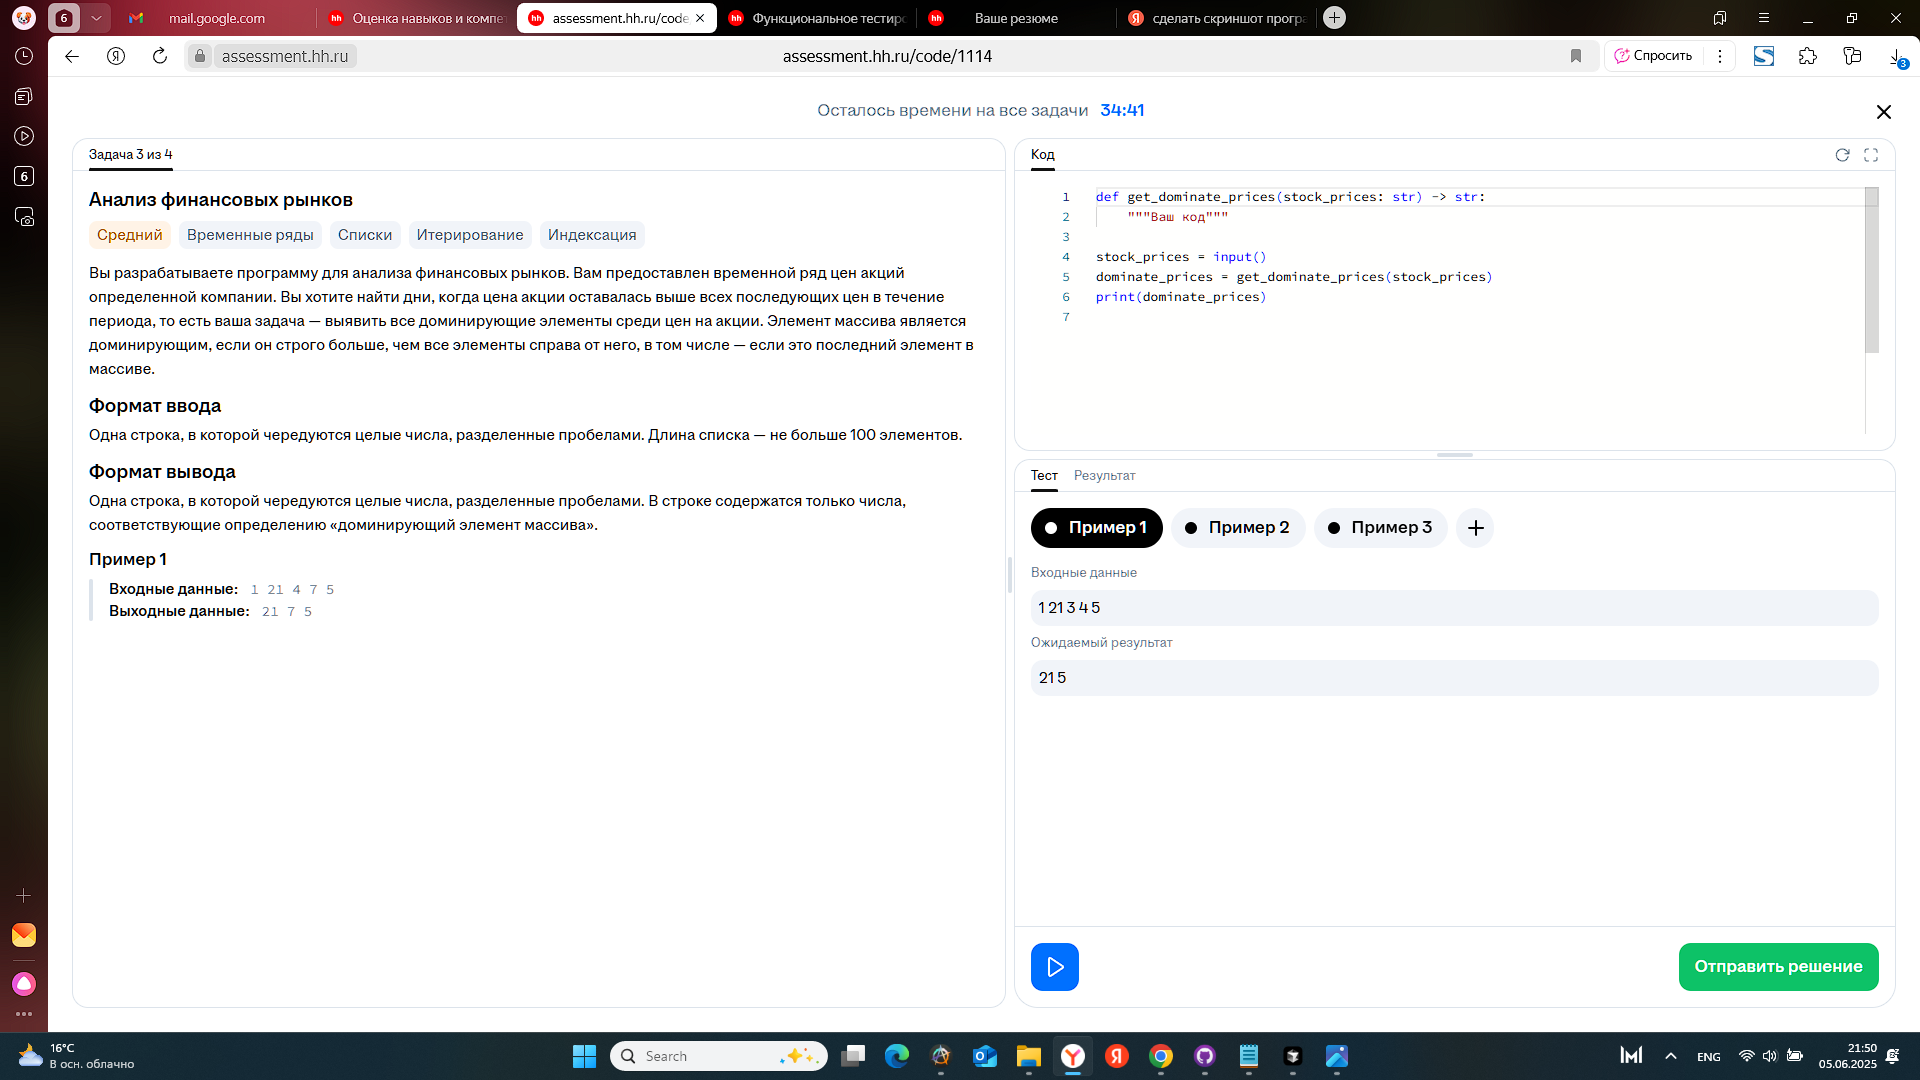 6
mail.google.com
Оценка навыков и компе
assessment.hh.ru/code
Функциональное тестиро
Ваше резюме
сделать скриншот програ
assessment.hh.ru
assessment.hh.ru/code/1114
Спросить
3
6
Осталось времени на все задачи 34:41
Задача 3 из 4
Анализ финансовых рынков
Средний
Временные ряды
Списки
Итерирование
Индексация
Вы разрабатываете программу для анализа финансовых рынков. Вам предоставлен временной ряд цен акций
определенной компании. Вы хотите найти дни, когда цена акции оставалась выше всех последующих цен в течение
периода, то есть ваша задача — выявить все доминирующие элементы среди цен на акции. Элемент массива является
доминирующим, если он строго больше, чем все элементы справа от него, в том числе — если это последний элемент в
массиве.
Формат ввода
Одна строка, в которой чередуются целые числа, разделенные пробелами. Длина списка — не больше 100 элементов.
Формат вывода
Одна строка, в которой чередуются целые числа, разделенные пробелами. В строке содержатся только числа,
соответствующие определению «доминирующий элемент массива».
Пример 1
Входные данные: 1 21 4 7 5
Выходные данные: 21 7 5
Код
1 def get_dominate_prices(stock_prices: str) -> str:
2 """Ваш код"""
3
4 stock_prices = input()
5 dominate_prices = get_dominate_prices(stock_prices)
6 print(dominate_prices)
7
Тест
Результат
Пример 1
Пример 2
Пример 3
Входные данные
1 21 3 4 5
Ожидаемый результат
21 5
Отправить решение
16°C
В осн. облачно
Search
ENG
21:50
05.06.2025